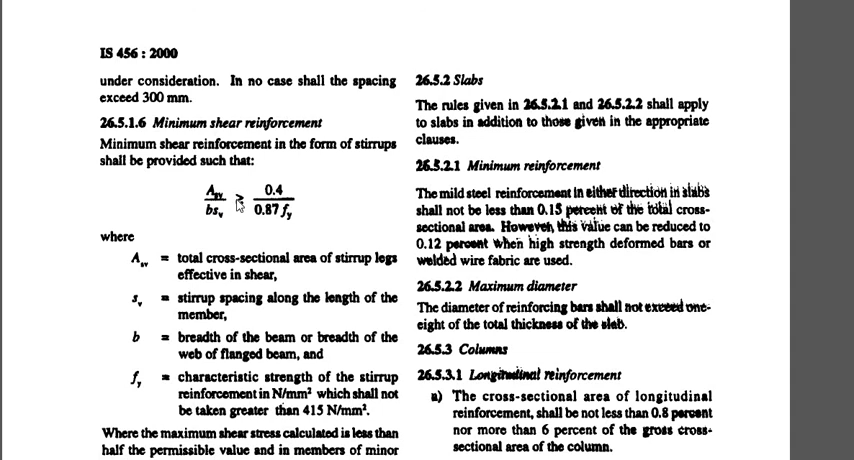 IS 456 : 2000
under consideration. In no case shall the spacing
exceed 300 mm.
26.5.1.6 Minimum shear reinforcement
Minimum shear reinforcement in the form of stirrups
shall be provided such that:
A_sv / bs_v ≥ 0.4 / 0.87 f_y
where
A_sv = total cross-sectional area of stirrup legs
effective in shear,
s_v = stirrup spacing along the length of the
member,
b = breadth of the beam or breadth of the
web of flanged beam, and
f_y = characteristic strength of the stirrup
reinforcement in N/mm² which shall not
be taken greater than 415 N/mm².
Where the maximum shear stress calculated is less than
half the permissible value and in members of minor
26.5.2 Slabs
The rules given in 26.5.2.1 and 26.5.2.2 shall apply
to slabs in addition to those given in the appropriate
clauses.
26.5.2.1 Minimum reinforcement
The mild steel reinforcement in either direction in slabs
shall not be less than 0.15 percent of the total cross-
sectional area. However, this value can be reduced to
0.12 percent when high strength deformed bars or
welded wire fabric are used.
26.5.2.2 Maximum diameter
The diameter of reinforcing bars shall not exceed one-
eight of the total thickness of the slab.
26.5.3 Columns
26.5.3.1 Longitudinal reinforcement
a) The cross-sectional area of longitudinal
reinforcement, shall be not less than 0.8 percent
nor more than 6 percent of the gross cross-
sectional area of the column.